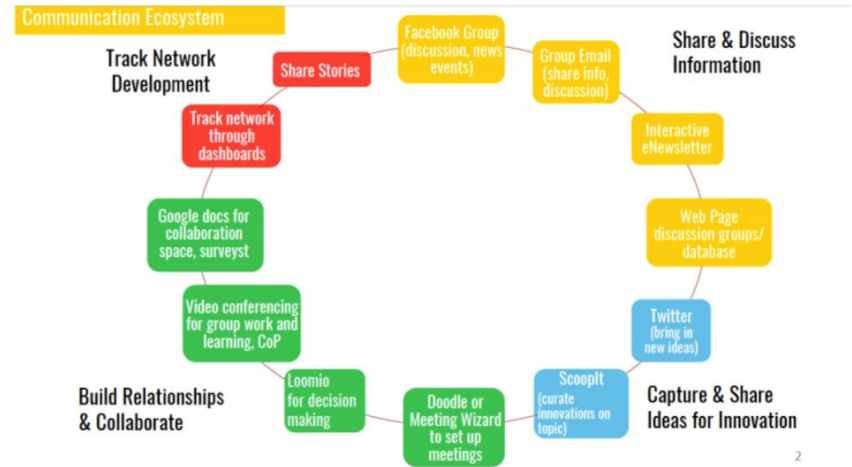 Communication Ecosystem
Track Network
Development
Share & Discuss
Information
Facebook Group
(discussion, news
events)
Group Email
(share info,
discussion)
Interactive
eNewsletter
Web Page
discussion groups/
database
Twitter
(bring in
new ideas)
ScoopIt
(curate
innovations on
topic)
Capture & Share
Ideas for Innovation
Doodle or
Meeting Wizard
to set up
meetings
Loomio
for decision
making
Build Relationships
& Collaborate
Video conferencing
for group work and
learning, CoP
Google docs for
collaboration
space, surveyst
Track network
through
dashboards
Share Stories
2